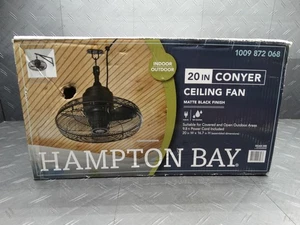 1009 872 068
INDOOR
OUTDOOR
20 IN CONYER
CEILING FAN
MATTE BLACK FINISH
Suitable for Covered and Open Outdoor Areas
HAMPTON BAY